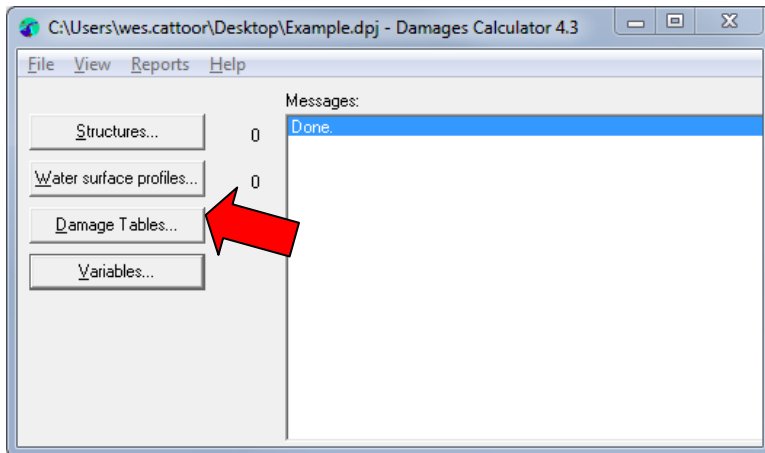 C:\Users\wes.cattoor\Desktop\Example.dpj - Damages Calculator 4.3
File View Reports Help
Messages:
Structures... 0
Done.
Water surface profiles... 0
Damage Tables...
Variables...